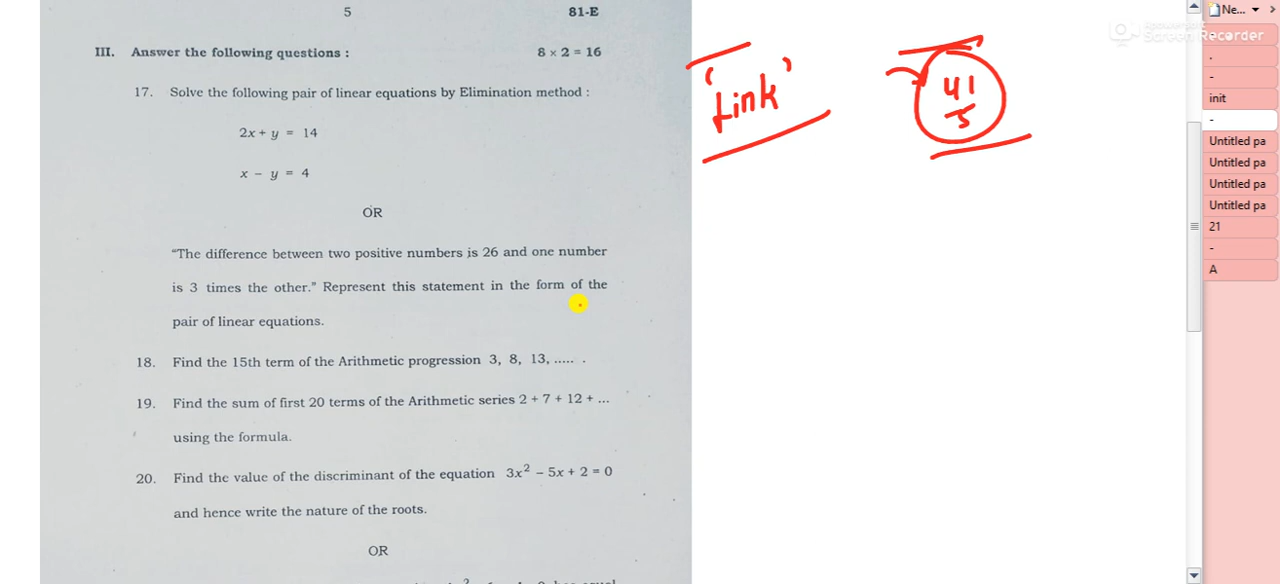 5 81-E
III. Answer the following questions : 8 × 2 = 16
17. Solve the following pair of linear equations by Elimination method :
2x + y = 14
x – y = 4
OR
"The difference between two positive numbers is 26 and one number
is 3 times the other." Represent this statement in the form of the
pair of linear equations.
18. Find the 15th term of the Arithmetic progression 3, 8, 13, ..... .
19. Find the sum of first 20 terms of the Arithmetic series 2 + 7 + 12 + ...
using the formula.
20. Find the value of the discriminant of the equation 3x² – 5x + 2 = 0
and hence write the nature of the roots.
OR
'Link'
41
5
Ne...
Screen Recorder
.
-
init
-
Untitled pa
Untitled pa
Untitled pa
Untitled pa
21
-
A